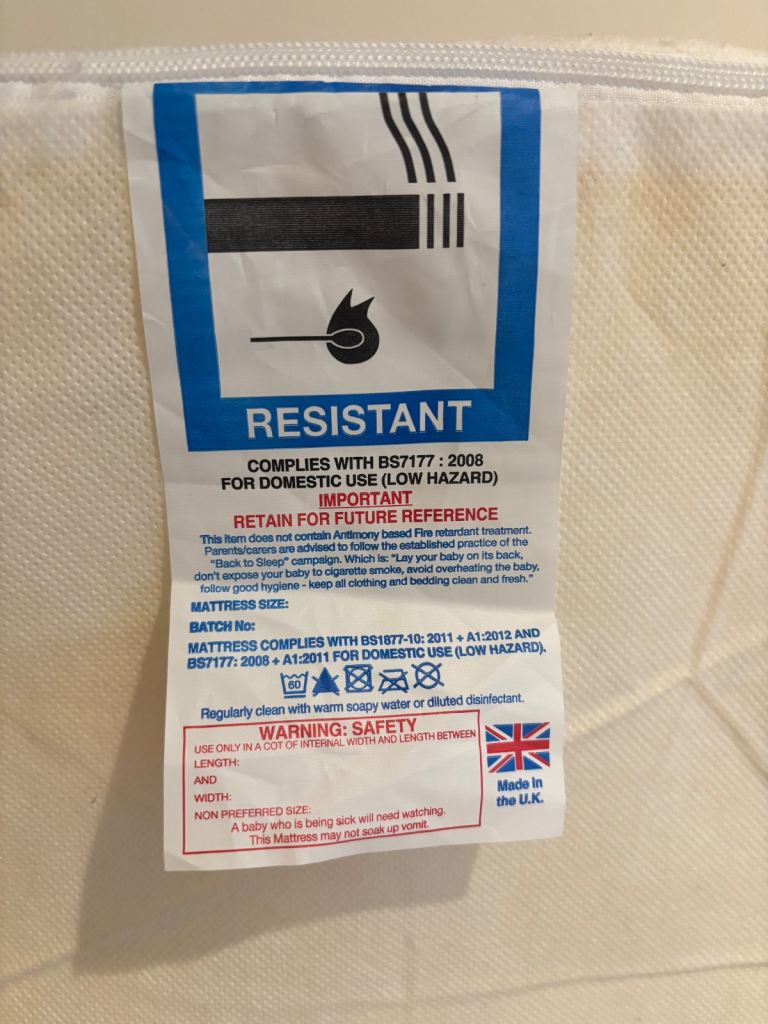 RESISTANT
COMPLIES WITH BS7177 : 2008
FOR DOMESTIC USE (LOW HAZARD)
IMPORTANT
RETAIN FOR FUTURE REFERENCE
This item does not contain Antimony based Fire retardant treatment.
Parents/carers are advised to follow the established practice of the
"Back to Sleep" campaign. Which is: "Lay your baby on its back,
don't expose your baby to cigarette smoke, avoid overheating the baby,
follow good hygiene - keep all clothing and bedding clean and fresh."
MATTRESS SIZE:
BATCH No:
MATTRESS COMPLIES WITH BS1877-10: 2011 + A1:2012 AND
BS7177: 2008 + A1:2011 FOR DOMESTIC USE (LOW HAZARD).
60
Regularly clean with warm soapy water or diluted disinfectant.
WARNING: SAFETY
USE ONLY IN A COT OF INTERNAL WIDTH AND LENGTH BETWEEN
LENGTH:
AND
WIDTH:
NON PREFERRED SIZE:
A baby who is being sick will need watching.
This Mattress may not soak up vomit.
Made in
the U.K.